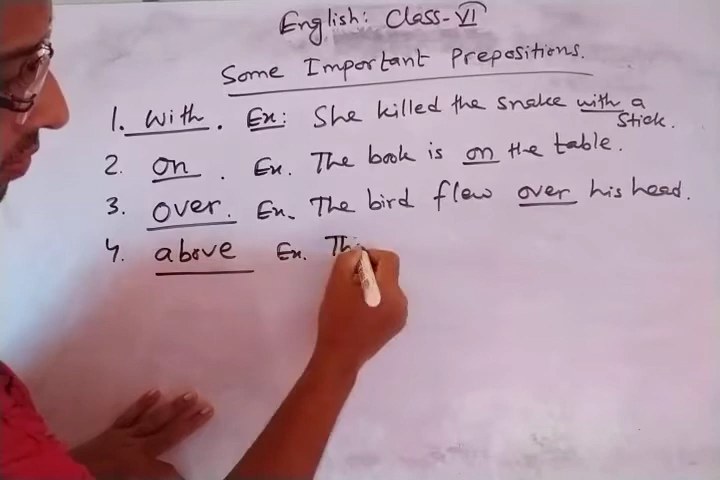 English: Class-VI
Some Important Prepositions.
1. With. Ex: She killed the snake with a
Stick.
2. on. Ex. The book is on the table.
3. over. Ex. The bird flew over his head.
4. above Ex. Th